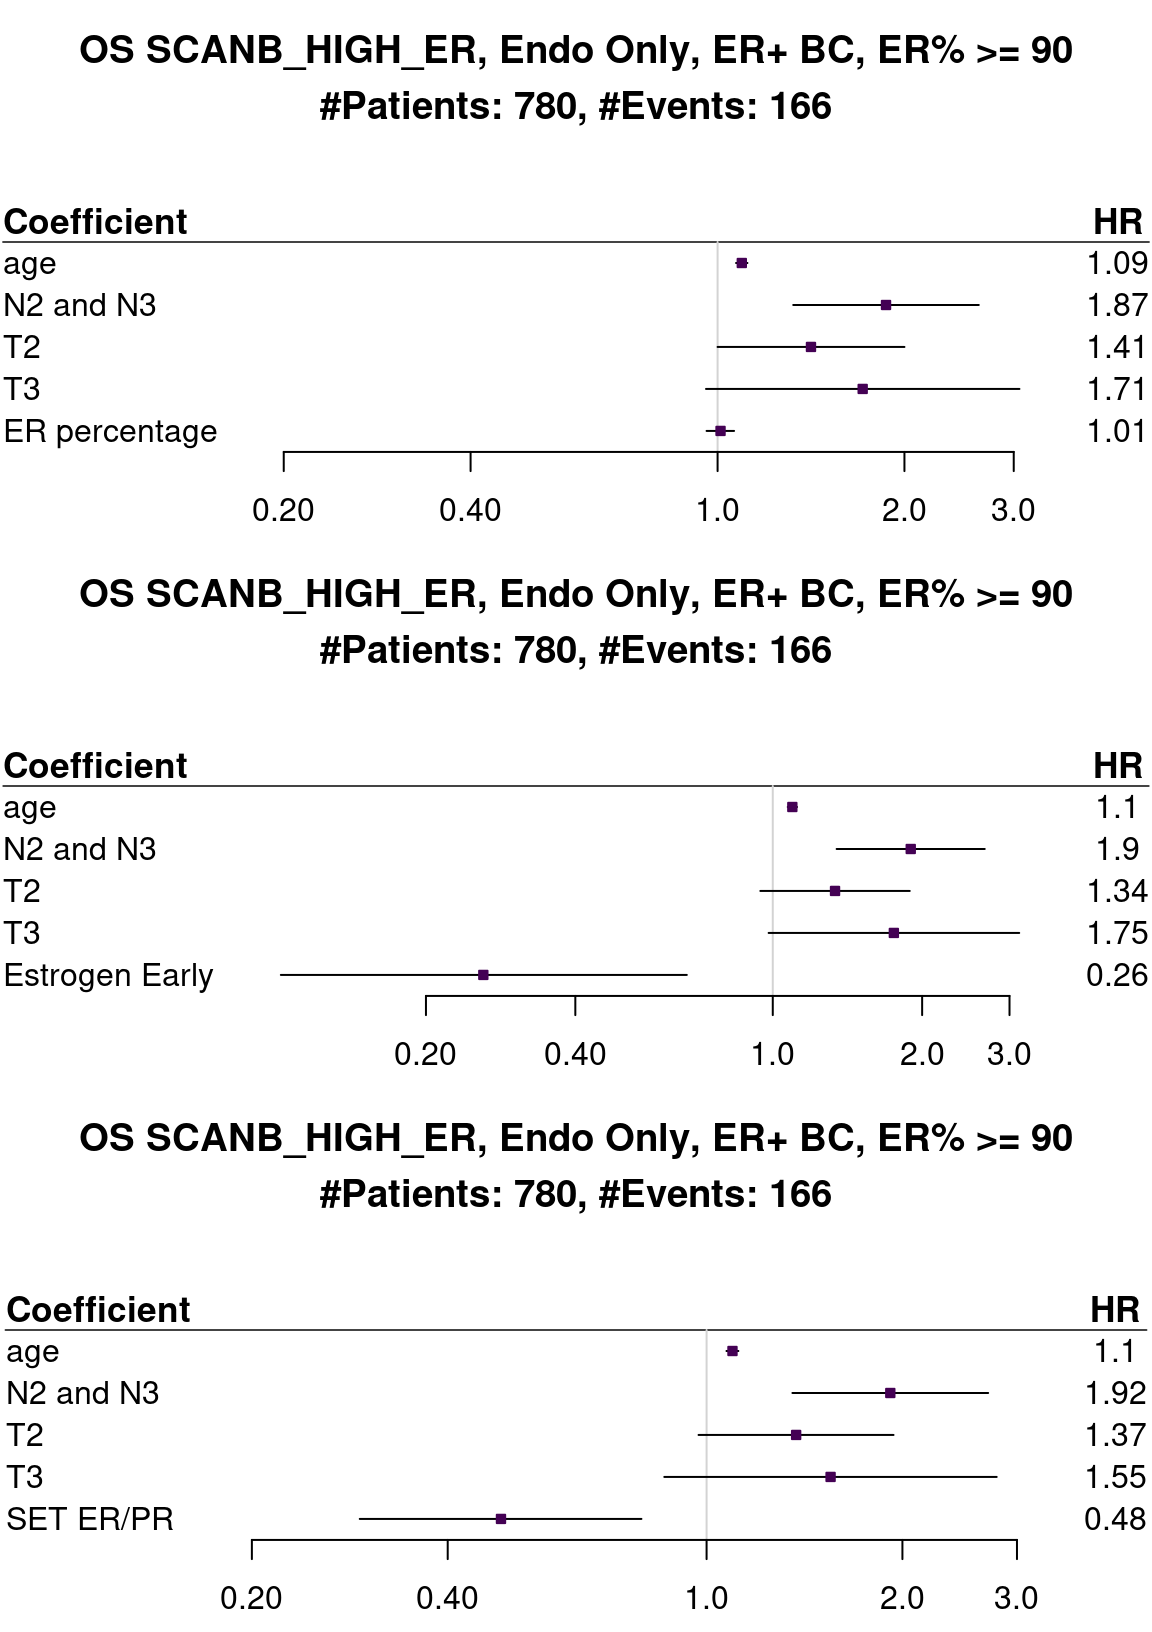 OS SCANB_HIGH_ER, Endo Only, ER+ BC, ER% >= 90
#Patients: 780, #Events: 166
Coefficient HR
age 1.09
N2 and N3 1.87
T2 1.41
T3 1.71
ER percentage 1.01
0.20 0.40 1.0 2.0 3.0
OS SCANB_HIGH_ER, Endo Only, ER+ BC, ER% >= 90
#Patients: 780, #Events: 166
Coefficient HR
age 1.1
N2 and N3 1.9
T2 1.34
T3 1.75
Estrogen Early 0.26
0.20 0.40 1.0 2.0 3.0
OS SCANB_HIGH_ER, Endo Only, ER+ BC, ER% >= 90
#Patients: 780, #Events: 166
Coefficient HR
age 1.1
N2 and N3 1.92
T2 1.37
T3 1.55
SET ER/PR 0.48
0.20 0.40 1.0 2.0 3.0